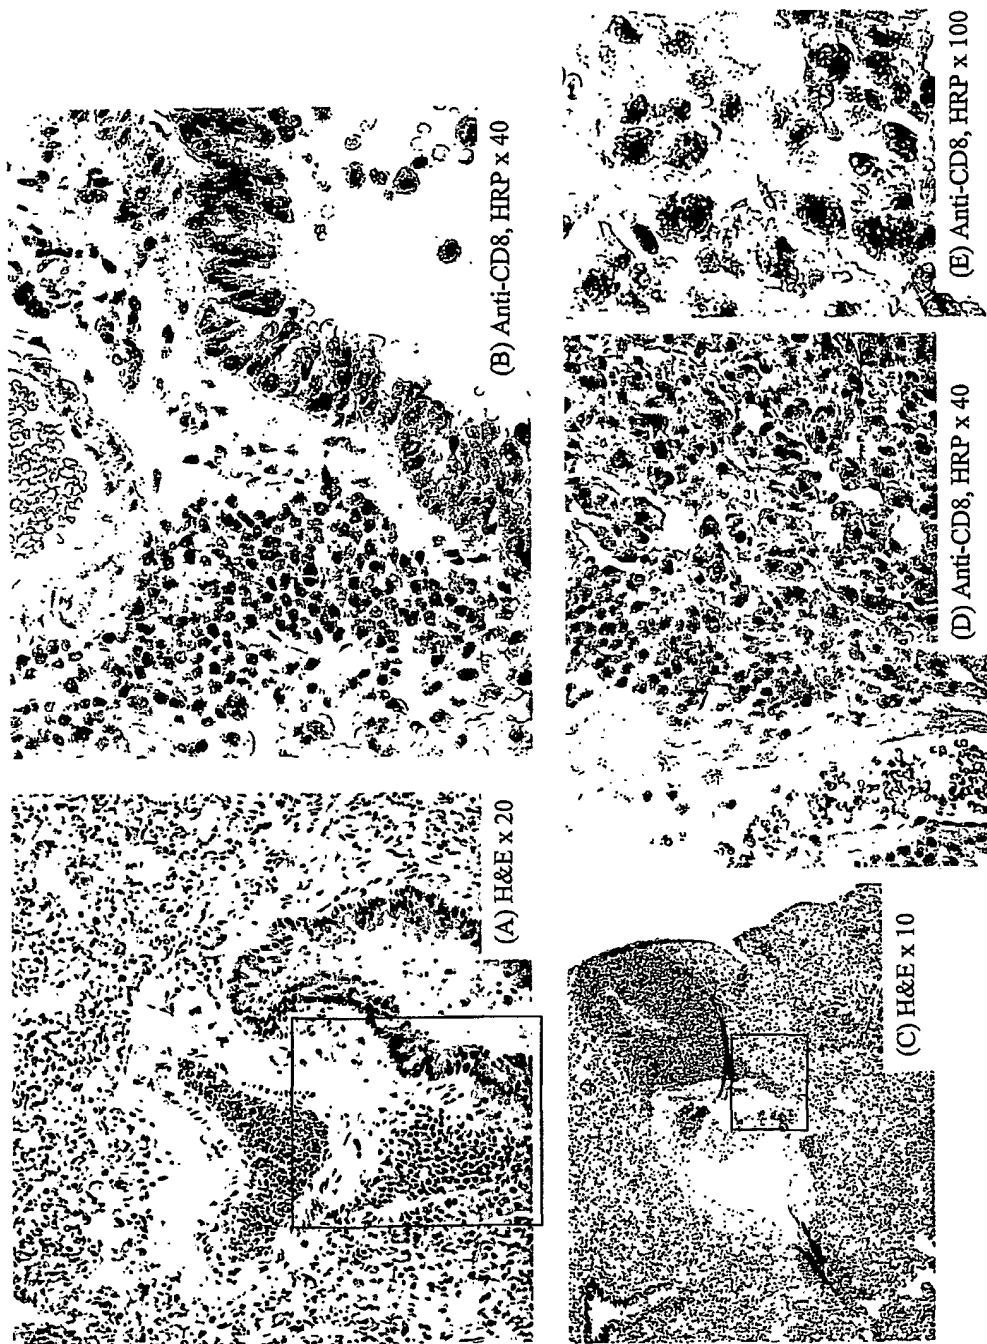 (A) H&E x 20
(B) Anti-CD8, HRP x 40
(C) H&E x 10
(D) Anti-CD8, HRP x 40
(E) Anti-CD8, HRP x 100